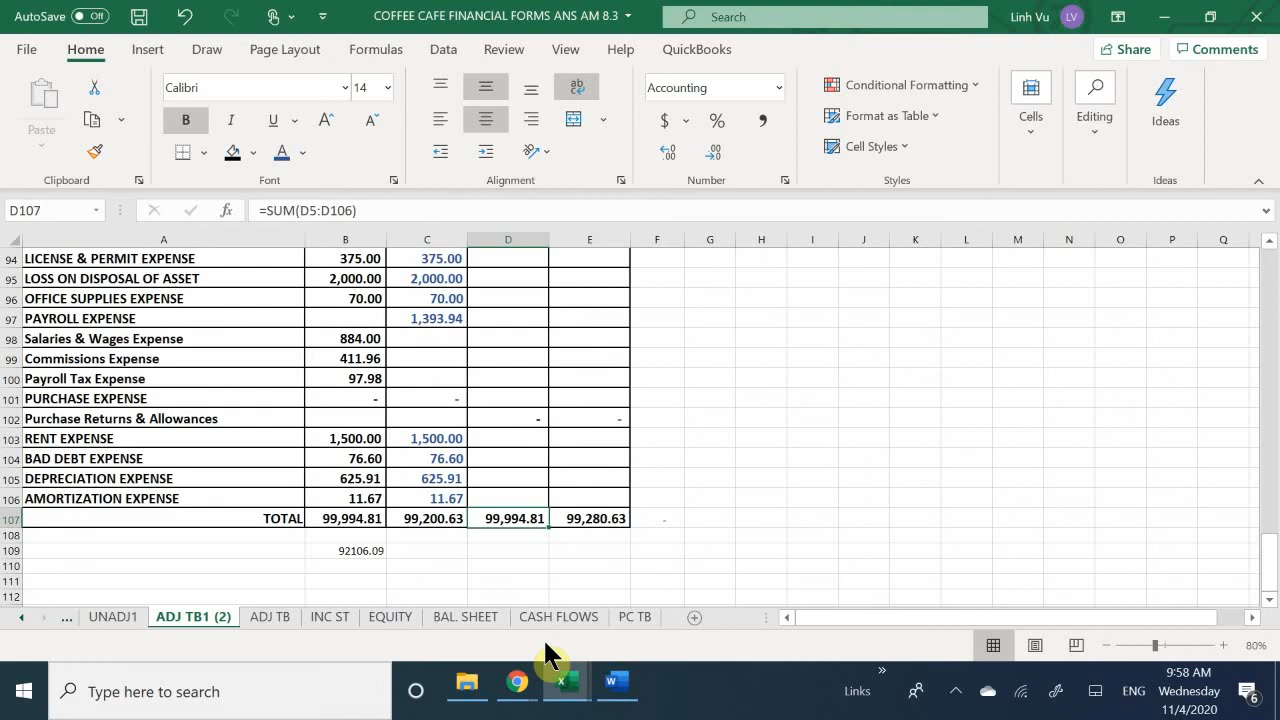 AutoSave Off
COFFEE CAFE FINANCIAL FORMS ANS AM 8.3
Search
Linh Vu LV
File Home Insert Draw Page Layout Formulas Data Review View Help QuickBooks
Share Comments
Paste
Calibri 14
B I U A A
Clipboard
Font
ab
Alignment
Accounting
$ % 9
Number
Conditional Formatting
Format as Table
Cell Styles
Styles
Cells
Editing
Ideas
Ideas
D107 fx =SUM(D5:D106)
A B C D E F G H I J K L M N O P Q
94 LICENSE & PERMIT EXPENSE 375.00 375.00
95 LOSS ON DISPOSAL OF ASSET 2,000.00 2,000.00
96 OFFICE SUPPLIES EXPENSE 70.00 70.00
97 PAYROLL EXPENSE 1,393.94
98 Salaries & Wages Expense 884.00
99 Commissions Expense 411.96
100 Payroll Tax Expense 97.98
101 PURCHASE EXPENSE - -
102 Purchase Returns & Allowances - -
103 RENT EXPENSE 1,500.00 1,500.00
104 BAD DEBT EXPENSE 76.60 76.60
105 DEPRECIATION EXPENSE 625.91 625.91
106 AMORTIZATION EXPENSE 11.67 11.67
107 TOTAL 99,994.81 99,200.63 99,994.81 99,280.63 -
108
109 92106.09
110
111
112
... UNADJ1 ADJ TB1 (2) ADJ TB INC ST EQUITY BAL. SHEET CASH FLOWS PC TB
80%
Type here to search
Links
ENG
9:58 AM
Wednesday
11/4/2020
6